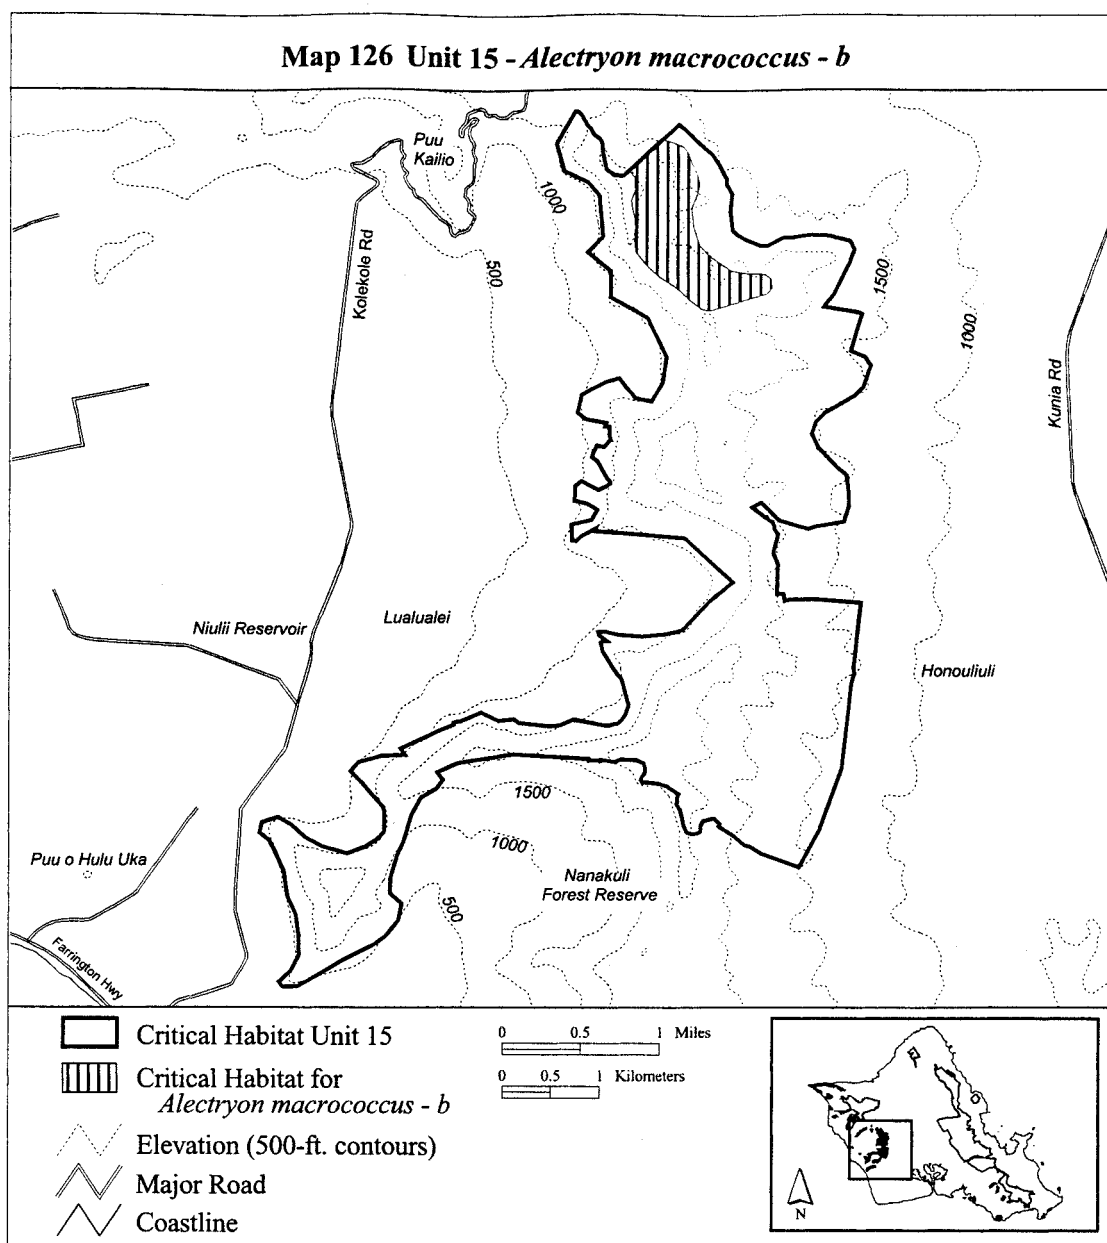 Map 126 Unit 15 - Alectryon macrococcus - b
Puu
Kailio
1000
500
Kolekole Rd
1500
1000
Kunia Rd
Niulii Reservoir
Lualualei
Honouliuli
1500
1000
500
Puu o Hulu Uka
Nanakuli
Forest Reserve
Farrington Hwy
Critical Habitat Unit 15
Critical Habitat for
Alectryon macrococcus - b
Elevation (500-ft. contours)
Major Road
Coastline
0 0.5 1 Miles
0 0.5 1 Kilometers
N